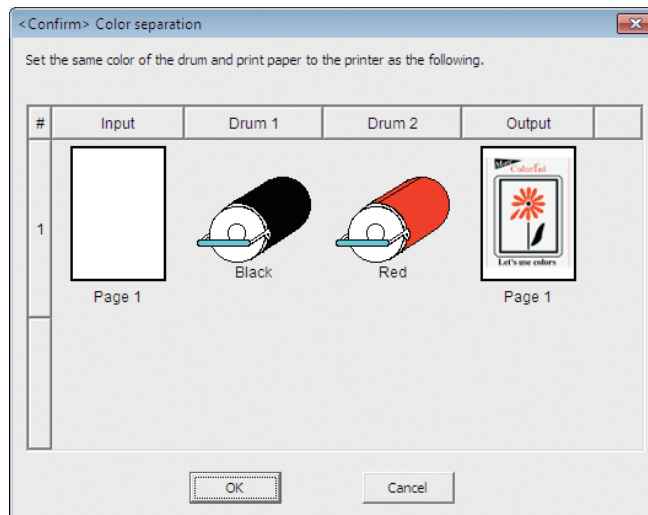 <Confirm> Color separation
Set the same color of the drum and print paper to the printer as the following.
# Input Drum 1 Drum 2 Output
1
Colorful
Let's use colors
Black Red
Page 1 Page 1
OK Cancel